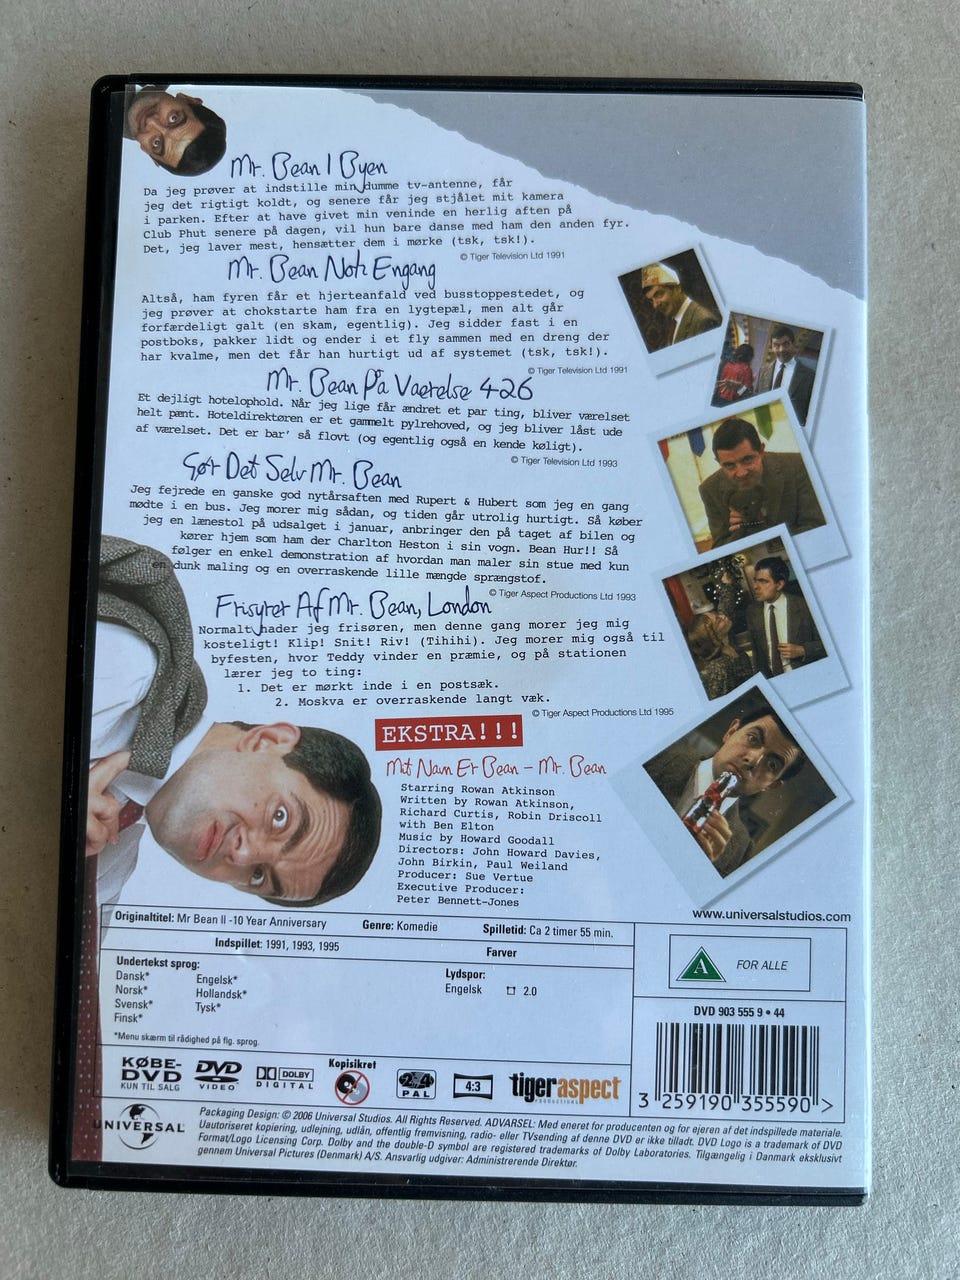 Mr. Bean I Byen
Da jeg prøver at indstille min dumme tv-antenne, får
jeg det rigtigt koldt, og senere får jeg stjålet mit kamera
i parken. Efter at have givet min veninde en herlig aften på
Club Phut senere på dagen, vil hun bare danse med ham den anden fyr.
Det, jeg laver mest, hensætter dem i mørke (tsk, tsk!).
© Tiger Television Ltd 1991
Mr. Bean Nok Engang
Altså, ham fyren får et hjerteanfald ved busstoppestedet, og
jeg prøver at chokstarte ham fra en lygtepæl, men alt går
forfærdeligt galt (en skam, egentlig). Jeg sidder fast i en
postboks, pakker lidt og ender i et fly sammen med en dreng der
har kvalme, men det får han hurtigt ud af systemet (tsk, tsk!).
© Tiger Television Ltd 1991
Mr. Bean På Vaerelse 426
Et dejligt hotelophold. Når jeg lige får ændret et par ting, bliver værelset
helt pænt. Hoteldirektøren er et gammelt pylrehoved, og jeg bliver låst ude
af værelset. Det er bar' så flovt (og egentlig også en kende køligt).
© Tiger Television Ltd 1993
Gør Det Selv Mr. Bean
Jeg fejrede en ganske god nytårsaften med Rupert & Hubert som jeg en gang
mødte i en bus. Jeg morer mig sådan, og tiden går utrolig hurtigt. Så køber
jeg en lænestol på udsalget i januar, anbringer den på taget af bilen og
kører hjem som ham der Charlton Heston i sin vogn. Bean Hur!! Så
følger en enkel demonstration af hvordan man maler sin stue med kun
en dunk maling og en overraskende lille mængde sprængstof.
© Tiger Aspect Productions Ltd 1993
Frisyrer Af Mr. Bean, London
Normalt hader jeg frisøren, men denne gang morer jeg mig
kosteligt! Klip! Snit! Riv! (Tihihi). Jeg morer mig også til
byfesten, hvor Teddy vinder en præmie, og på stationen
lærer jeg to ting:
1. Det er mørkt inde i en postsæk.
2. Moskva er overraskende langt væk.
© Tiger Aspect Productions Ltd 1995
EKSTRA!!!
Mit Navn Er Bean - Mr. Bean
Starring Rowan Atkinson
Written by Rowan Atkinson,
Richard Curtis, Robin Driscoll
with Ben Elton
Music by Howard Goodall
Directors: John Howard Davies,
John Birkin, Paul Weiland
Producer: Sue Vertue
Executive Producer:
Peter Bennett-Jones
www.universalstudios.com
Originaltitel: Mr Bean II -10 Year Anniversary Genre: Komedie Spilletid: Ca 2 timer 55 min.
Indspillet: 1991, 1993, 1995 Farver
Undertekst sprog:
Dansk* Engelsk*
Norsk* Hollandsk*
Svensk* Tysk*
Finsk*
*Menu skærm til rådighed på flg. sprog.
Lydspor:
Engelsk 2.0
A FOR ALLE
DVD 903 555 9 • 44
KØBE-
DVD
KUN TIL SALG
DVD
VIDEO
DOLBY
DIGITAL
Kopisikret
2 4
PAL
4:3
tigeraspect
PRODUCTIONS
3 259190 355590 >
UNIVERSAL
Packaging Design: © 2006 Universal Studios. All Rights Reserved. ADVARSEL: Med eneret for producenten og for ejeren af det indspillede materiale.
Uautoriseret kopiering, udlejning, udlån, offentlig fremvisning, radio- eller TVsending af denne DVD er ikke tilladt. DVD Logo is a trademark of DVD
Format/Logo Licensing Corp. Dolby and the double-D symbol are registered trademarks of Dolby Laboratories. Tilgængelig i Danmark eksklusivt
gennem Universal Pictures (Denmark) A/S. Ansvarlig udgiver: Administrerende Direktør.